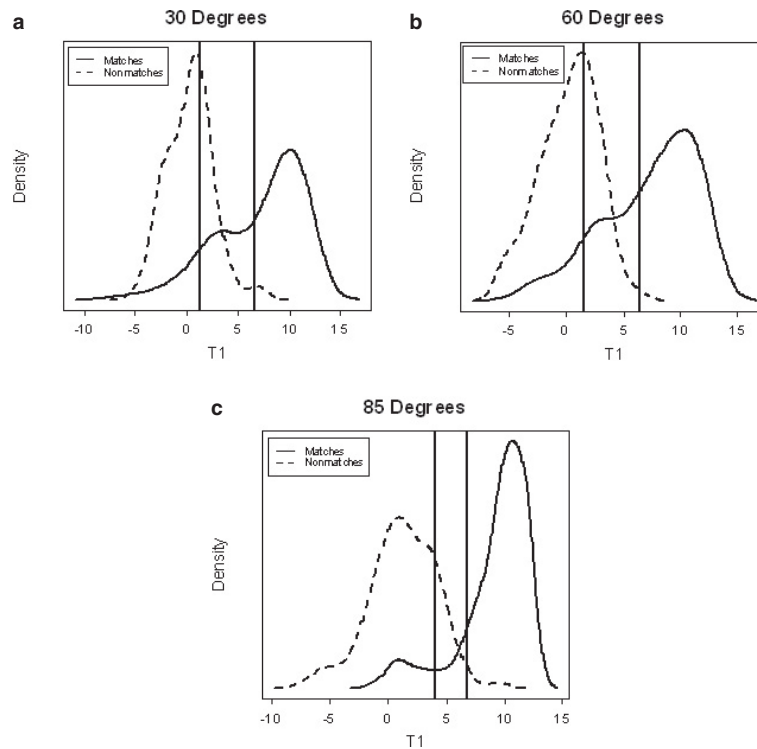 a
30 Degrees
Matches
Nonmatches
Density
-10 -5 0 5 10 15
T1
b
60 Degrees
Matches
Nonmatches
Density
-5 0 5 10 15
T1
c
85 Degrees
Matches
Nonmatches
Density
-10 -5 0 5 10 15
T1